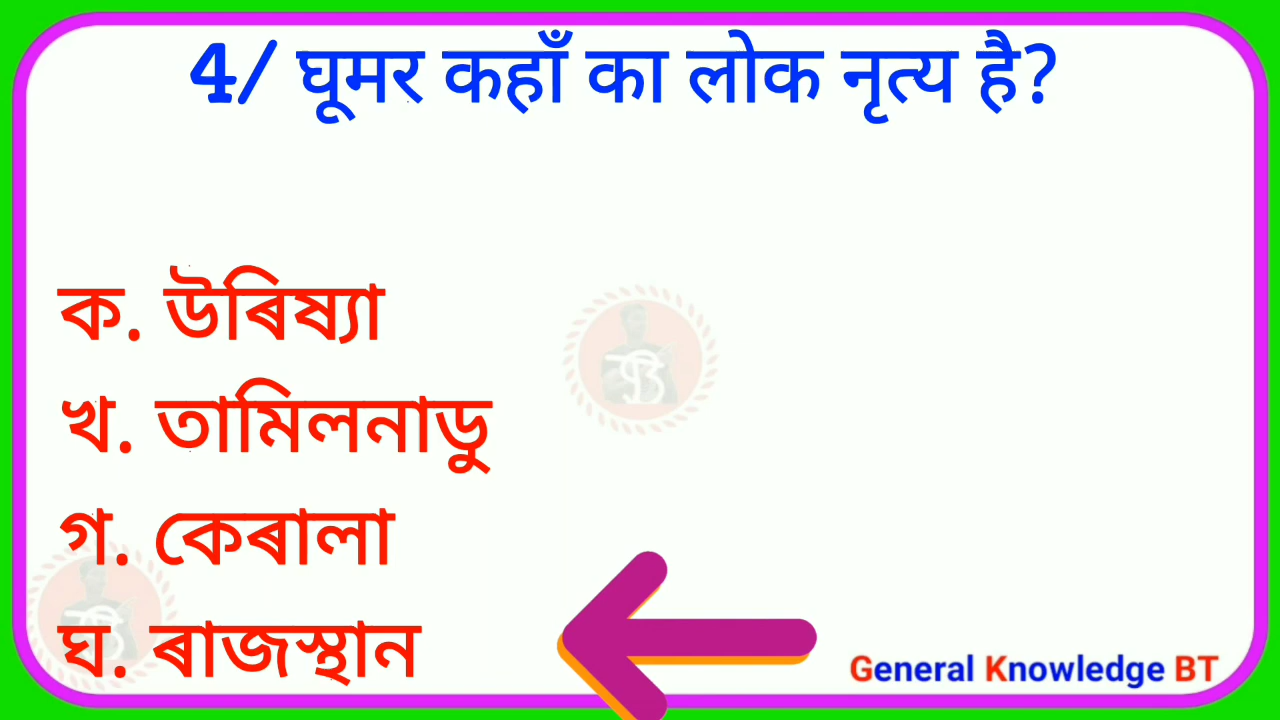 4/ घूमर कहाँ का लोक नृत्य है?
ক. উৰিষ্যা
খ. তামিলনাডু
গ. কেৰালা
ঘ. ৰাজস্থান
General Knowledge BT